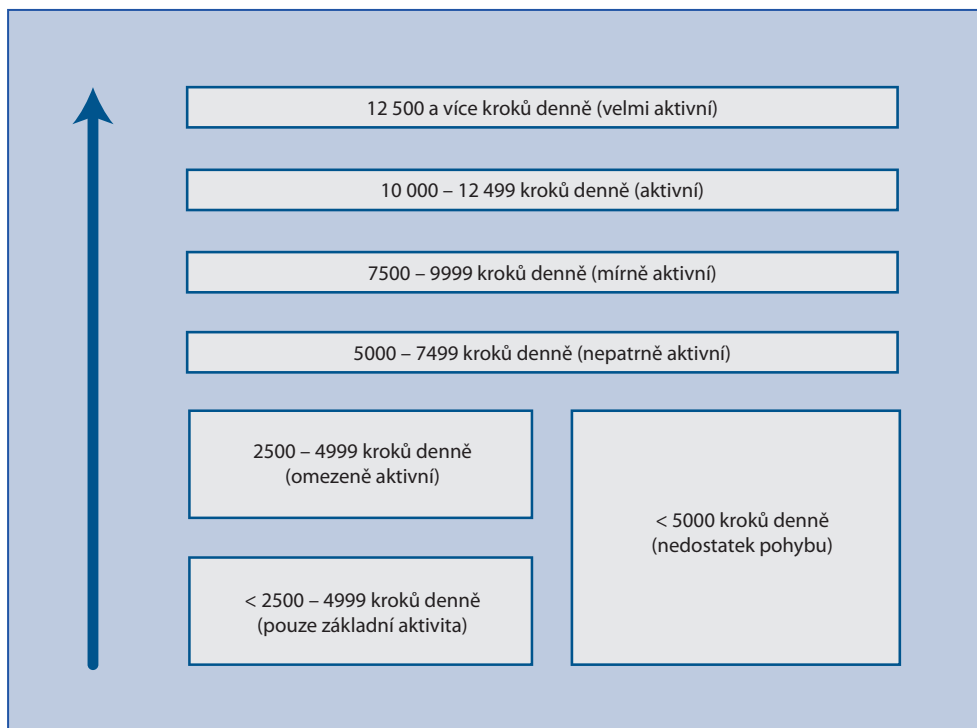 12 500 a více kroků denně (velmi aktivní)
10 000 – 12 499 kroků denně (aktivní)
7500 – 9999 kroků denně (mírně aktivní)
5000 – 7499 kroků denně (nepatrně aktivní)
2500 – 4999 kroků denně
(omezeně aktivní)
< 5000 kroků denně
(nedostatek pohybu)
< 2500 – 4999 kroků denně
(pouze základní aktivita)